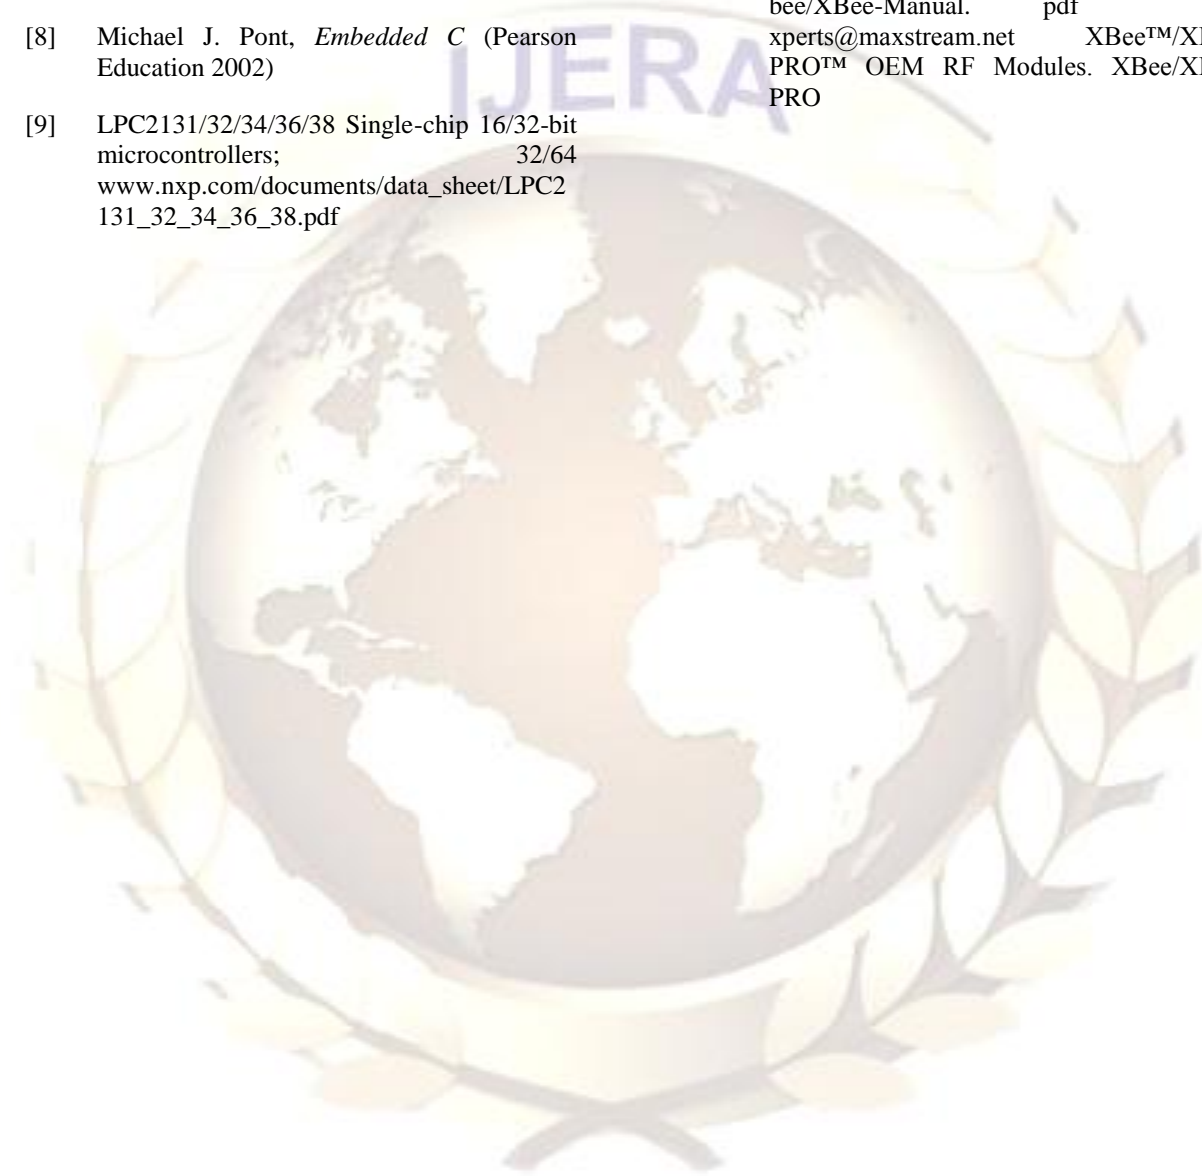 [8] Michael J. Pont, Embedded C (Pearson
Education 2002)
[9] LPC2131/32/34/36/38 Single-chip 16/32-bit
microcontrollers; 32/64
www.nxp.com/documents/data_sheet/LPC2
131_32_34_36_38.pdf
bee/XBee-Manual. pdf
xperts@maxstream.net XBee™/X
PRO™ OEM RF Modules. XBee/X
PRO
IJERA